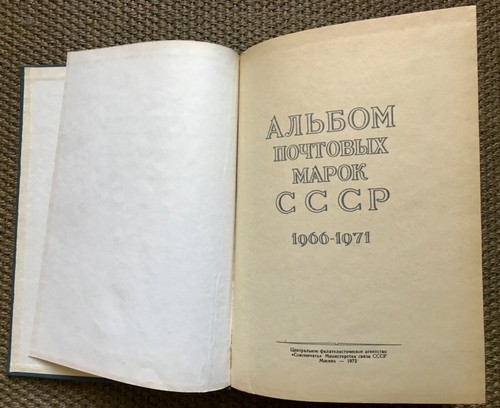 АЛЬБОМ
ПОЧТОВЫХ
МАРОК
СССР
1966-1971
Центральное филателистическое агентство
«Союзпечать» Министерства связи СССР
Москва — 1973